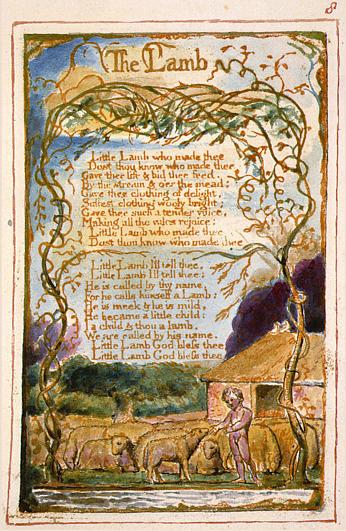 8
The Lamb
Little Lamb who made thee
Dost thou know who made thee
Gave thee life & bid thee feed.
By the stream & o'er the mead;
Gave thee clothing of delight,
Softest clothing wooly bright;
Gave thee such a tender voice,
Making all the vales rejoice:
Little Lamb who made thee
Dost thou know who made thee
Little Lamb I'll tell thee,
Little Lamb I'll tell thee;
He is called by thy name,
For he calls himself a Lamb:
He is meek & he is mild,
He became a little child:
I a child & thou a lamb,
We are called by his name.
Little Lamb God bless thee
Little Lamb God bless thee